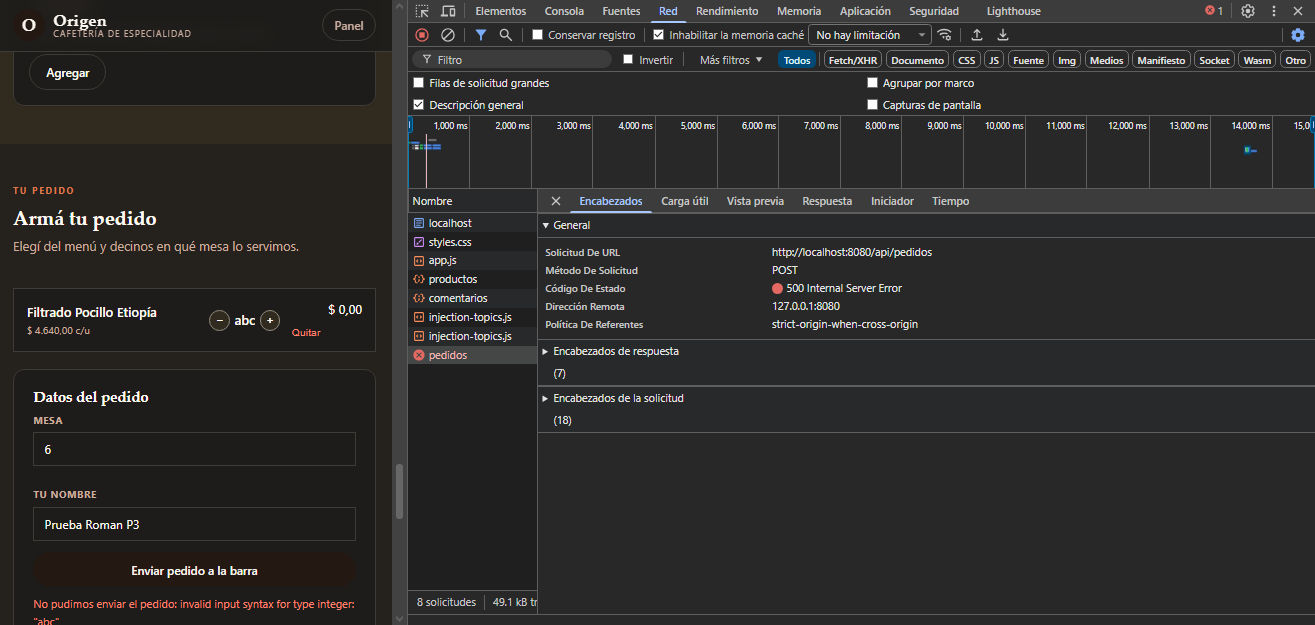 O
Origen
CAFETERÍA DE ESPECIALIDAD
Panel
Agregar
TU PEDIDO
Armá tu pedido
Elegí del menú y decinos en qué mesa lo servimos.
Filtrado Pocillo Etiopía
$ 4.640,00 c/u
− abc +
$ 0,00
Quitar
Datos del pedido
MESA
6
TU NOMBRE
Prueba Roman P3
Enviar pedido a la barra
No pudimos enviar el pedido: invalid input syntax for type integer:
"abc"
Elementos Consola Fuentes Red Rendimiento Memoria Aplicación Seguridad Lighthouse 1
Conservar registro Inhabilitar la memoria caché No hay limitación
Filtro Invertir Más filtros Todos Fetch/XHR Documento CSS JS Fuente Img Medios Manifiesto Socket Wasm Otro
Filas de solicitud grandes Agrupar por marco
Descripción general Capturas de pantalla
1,000 ms 2,000 ms 3,000 ms 4,000 ms 5,000 ms 6,000 ms 7,000 ms 8,000 ms 9,000 ms 10,000 ms 11,000 ms 12,000 ms 13,000 ms 14,000 ms 15,0
Nombre
localhost
styles.css
app.js
productos
comentarios
injection-topics.js
injection-topics.js
pedidos
8 solicitudes 49.1 kB tr
Encabezados Carga útil Vista previa Respuesta Iniciador Tiempo
General
Solicitud De URL http://localhost:8080/api/pedidos
Método De Solicitud POST
Código De Estado 500 Internal Server Error
Dirección Remota 127.0.0.1:8080
Política De Referentes strict-origin-when-cross-origin
Encabezados de respuesta
(7)
Encabezados de la solicitud
(18)